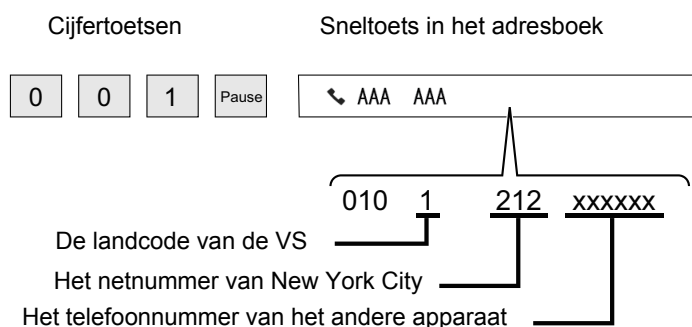 Cijfertoetsen Sneltoets in het adresboek
0 0 1 Pause AAA AAA
010 1 212 xxxxxx
De landcode van de VS
Het netnummer van New York City
Het telefoonnummer van het andere apparaat